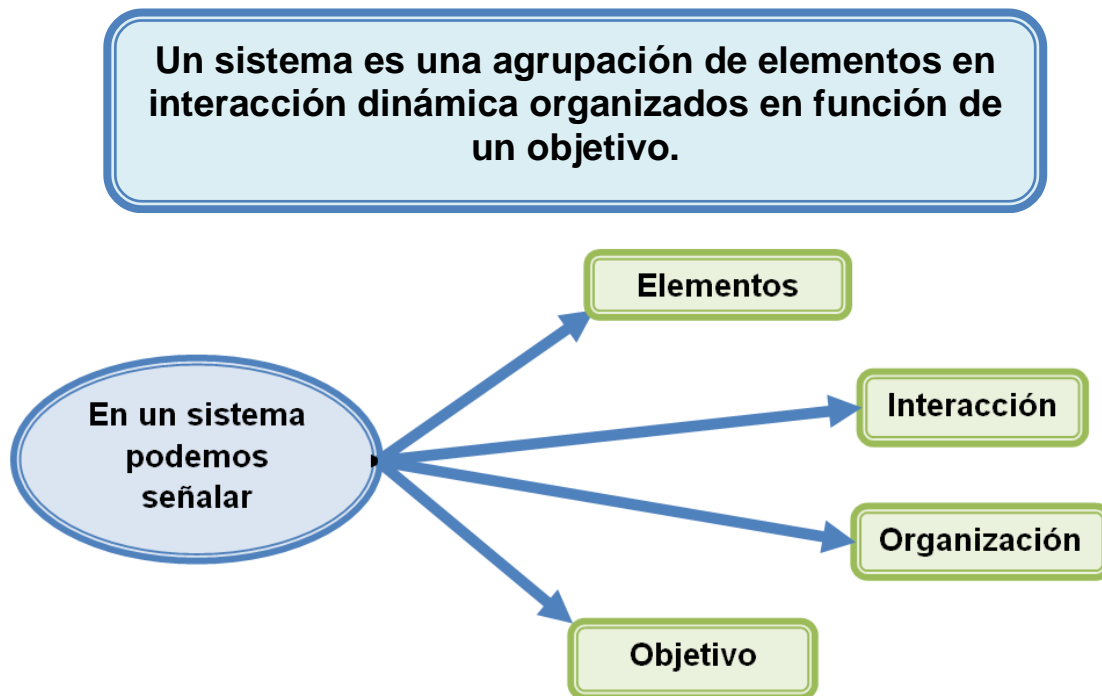 Un sistema es una agrupación de elementos en
interacción dinámica organizados en función de
un objetivo.
Elementos
En un sistema
podemos
señalar
Interacción
Organización
Objetivo